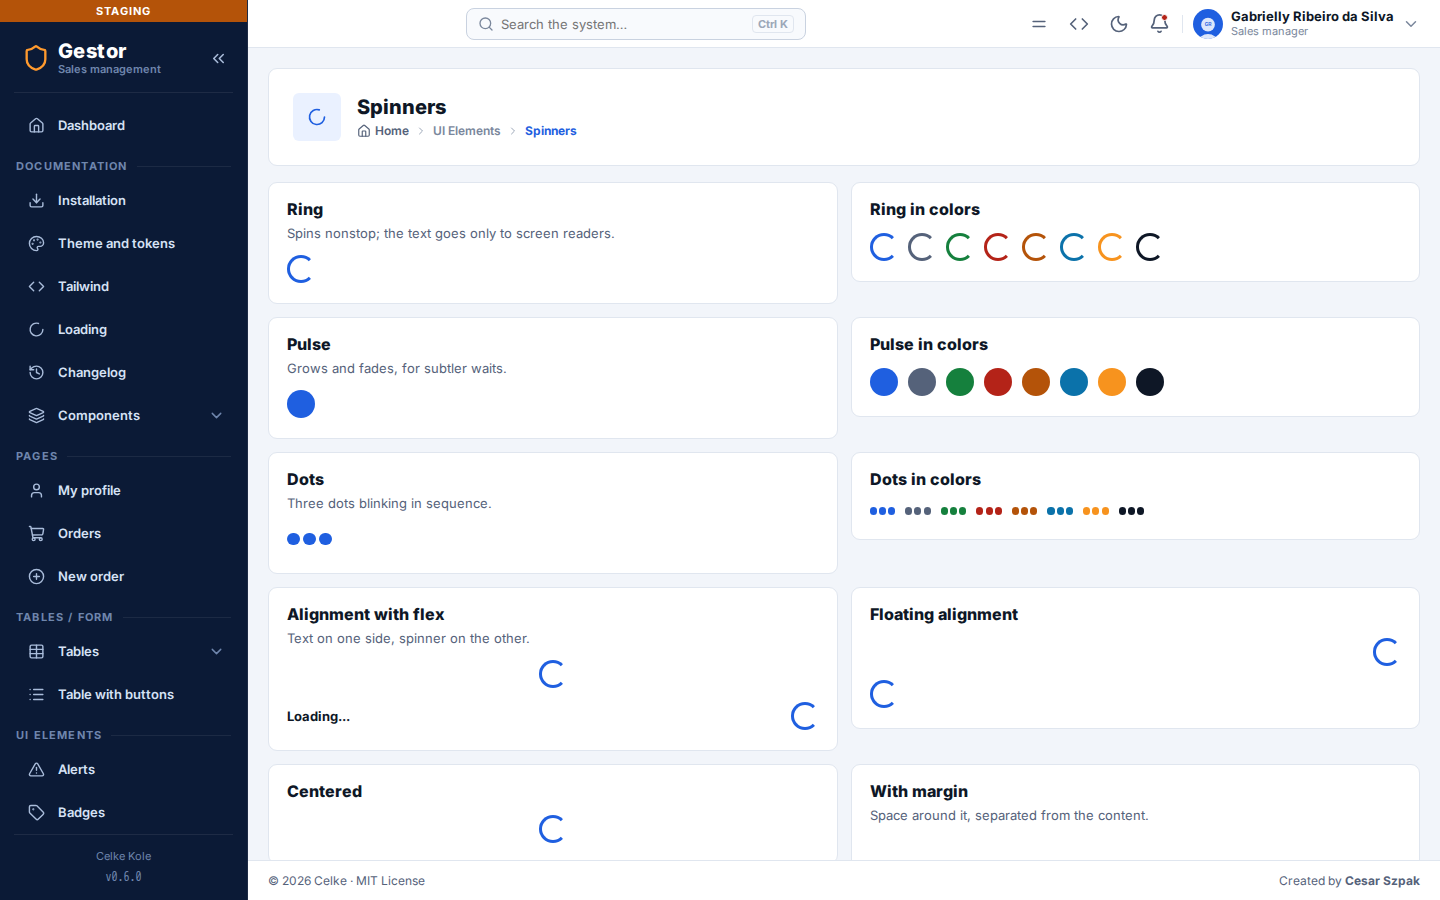 STAGING
Gestor
Sales management
Dashboard
DOCUMENTATION
Installation
Theme and tokens
Tailwind
Loading
Changelog
Components
PAGES
My profile
Orders
New order
TABLES / FORM
Tables
Table with buttons
UI ELEMENTS
Alerts
Badges
Celke Kole
v0.6.0
Search the system...
Ctrl K
GR
Gabrielly Ribeiro da Silva
Sales manager
Spinners
Home
UI Elements
Spinners
Ring
Spins nonstop; the text goes only to screen readers.
Ring in colors
Pulse
Grows and fades, for subtler waits.
Pulse in colors
Dots
Three dots blinking in sequence.
Dots in colors
Alignment with flex
Text on one side, spinner on the other.
Loading...
Floating alignment
Centered
With margin
Space around it, separated from the content.
© 2026 Celke · MIT License
Created by Cesar Szpak